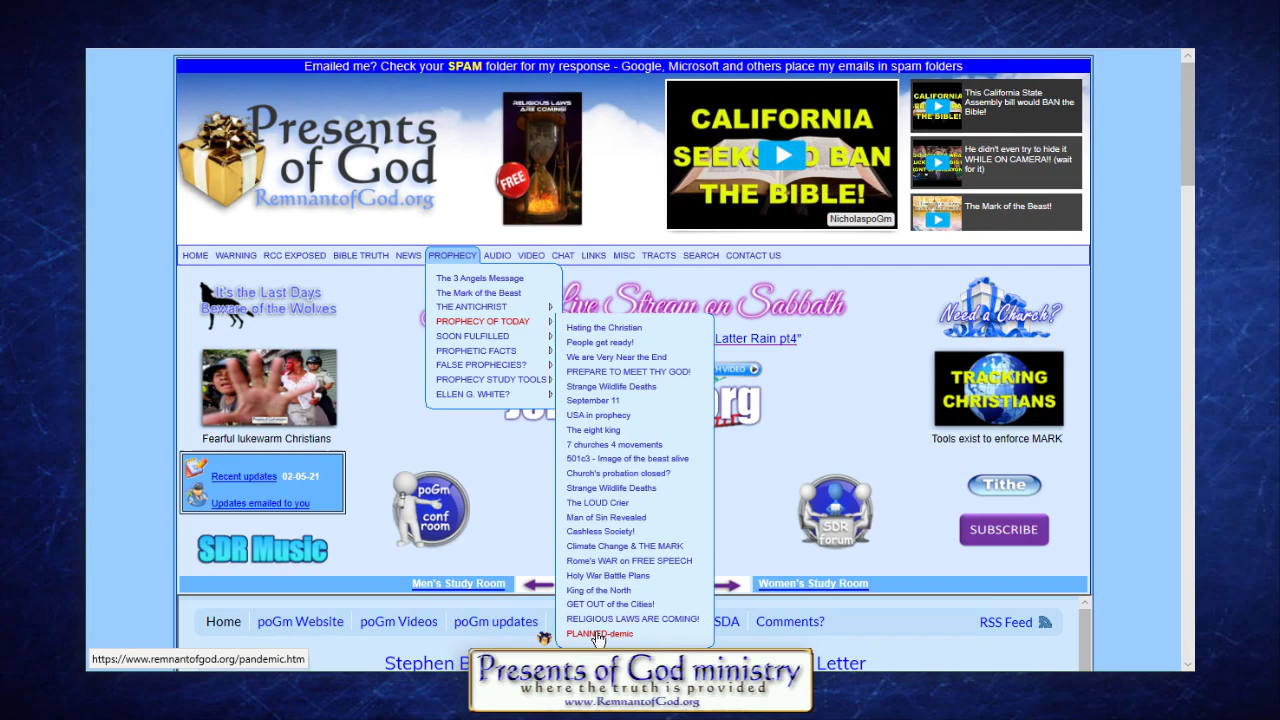 Emailed me? Check your SPAM folder for my response - Google, Microsoft and others place my emails in spam folders
Presents
of God
RemnantofGod.org
RELIGIOUS LAWS
ARE COMING!
FREE
CALIFORNIA
SEEKS TO BAN
THE BIBLE!
NicholaspoGm
This California State
Assembly bill would BAN the
Bible!
He didn't even try to hide it
WHILE ON CAMERA!! (wait
for it)
The Mark of the Beast!
HOME WARNING RCC EXPOSED BIBLE TRUTH NEWS PROPHECY AUDIO VIDEO CHAT LINKS MISC TRACTS SEARCH CONTACT US
It's the Last Days
Beware of the Wolves
Fearful lukewarm Christians
Recent updates 02-05-21
Updates emailed to you
SDR Music
The 3 Angels Message
The Mark of the Beast
THE ANTICHRIST
PROPHECY OF TODAY
SOON FULFILLED
PROPHETIC FACTS
FALSE PROPHECIES?
PROPHECY STUDY TOOLS
ELLEN G. WHITE?
Hating the Christian
People get ready!
We are Very Near the End
PREPARE TO MEET THY GOD!
Strange Wildlife Deaths
September 11
USA in prophecy
The eight king
7 churches 4 movements
501c3 - Image of the beast alive
Church's probation closed?
Strange Wildlife Deaths
The LOUD Crier
Man of Sin Revealed
Cashless Society!
Climate Change & THE MARK
Rome's WAR on FREE SPEECH
Holy War Battle Plans
King of the North
GET OUT of the Cities!
RELIGIOUS LAWS ARE COMING!
PLANNED-demic
Live Stream on Sabbath
Latter Rain pt4"
VIDEO
org
poGm
conf
room
SDR
forum
Need a Church?
TRACKING
CHRISTIANS
Tools exist to enforce MARK
Tithe
SUBSCRIBE
Men's Study Room
Women's Study Room
Home poGm Website poGm Videos poGm updates SDA Comments? RSS Feed
Stephen B Letter
https://www.remnantofgod.org/pandemic.htm
Presents of God ministry
where the truth is provided
www.RemnantofGod.org